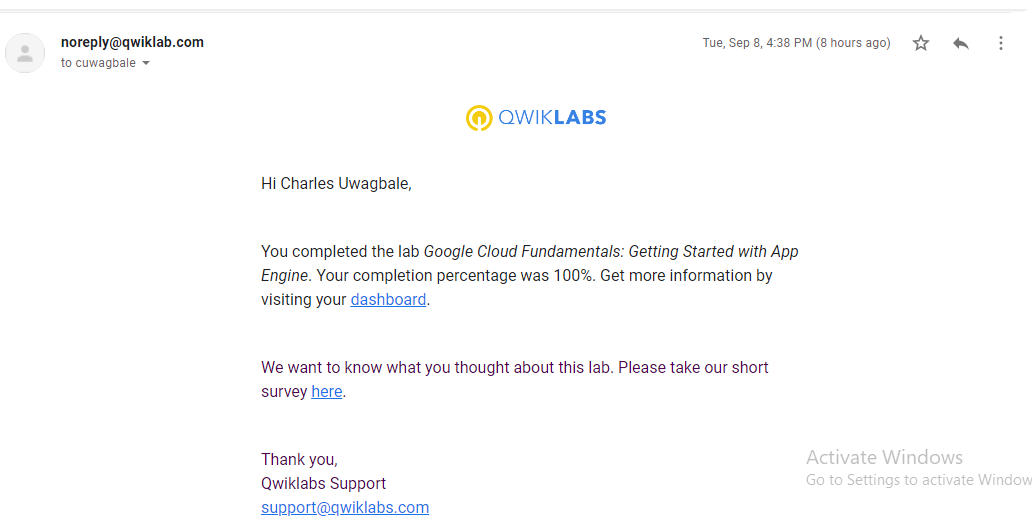 noreply@qwiklab.com
Tue, Sep 8, 4:38 PM (8 hours ago)
to cuwagbale
QWIKLABS
Hi Charles Uwagbale,
You completed the lab Google Cloud Fundamentals: Getting Started with App
Engine. Your completion percentage was 100%. Get more information by
visiting your dashboard.
We want to know what you thought about this lab. Please take our short
survey here.
Thank you,
Qwiklabs Support
support@qwiklabs.com
Activate Windows
Go to Settings to activate Window